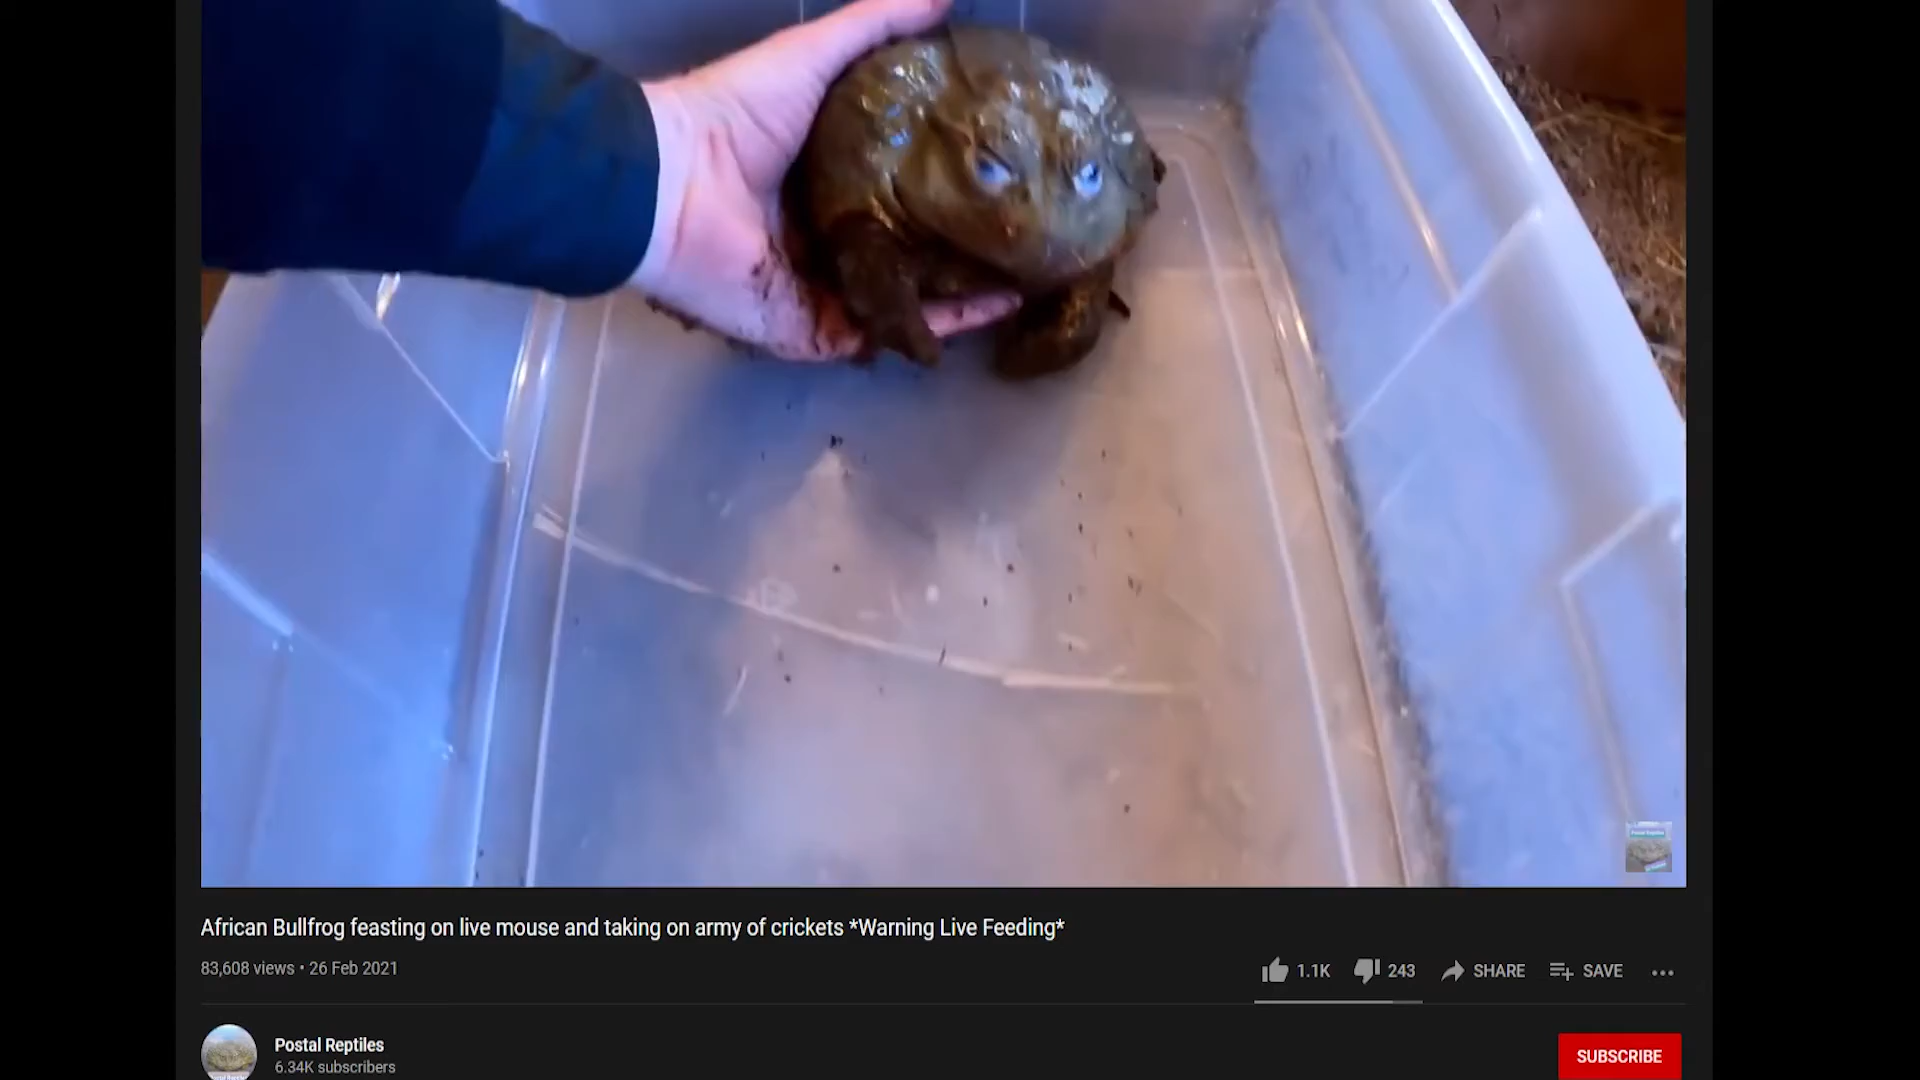 African Bullfrog feasting on live mouse and taking on army of crickets *Warning Live Feeding*
83,608 views • 26 Feb 2021
1.1K
243
SHARE
SAVE
Postal Reptiles
6.34K subscribers
SUBSCRIBE